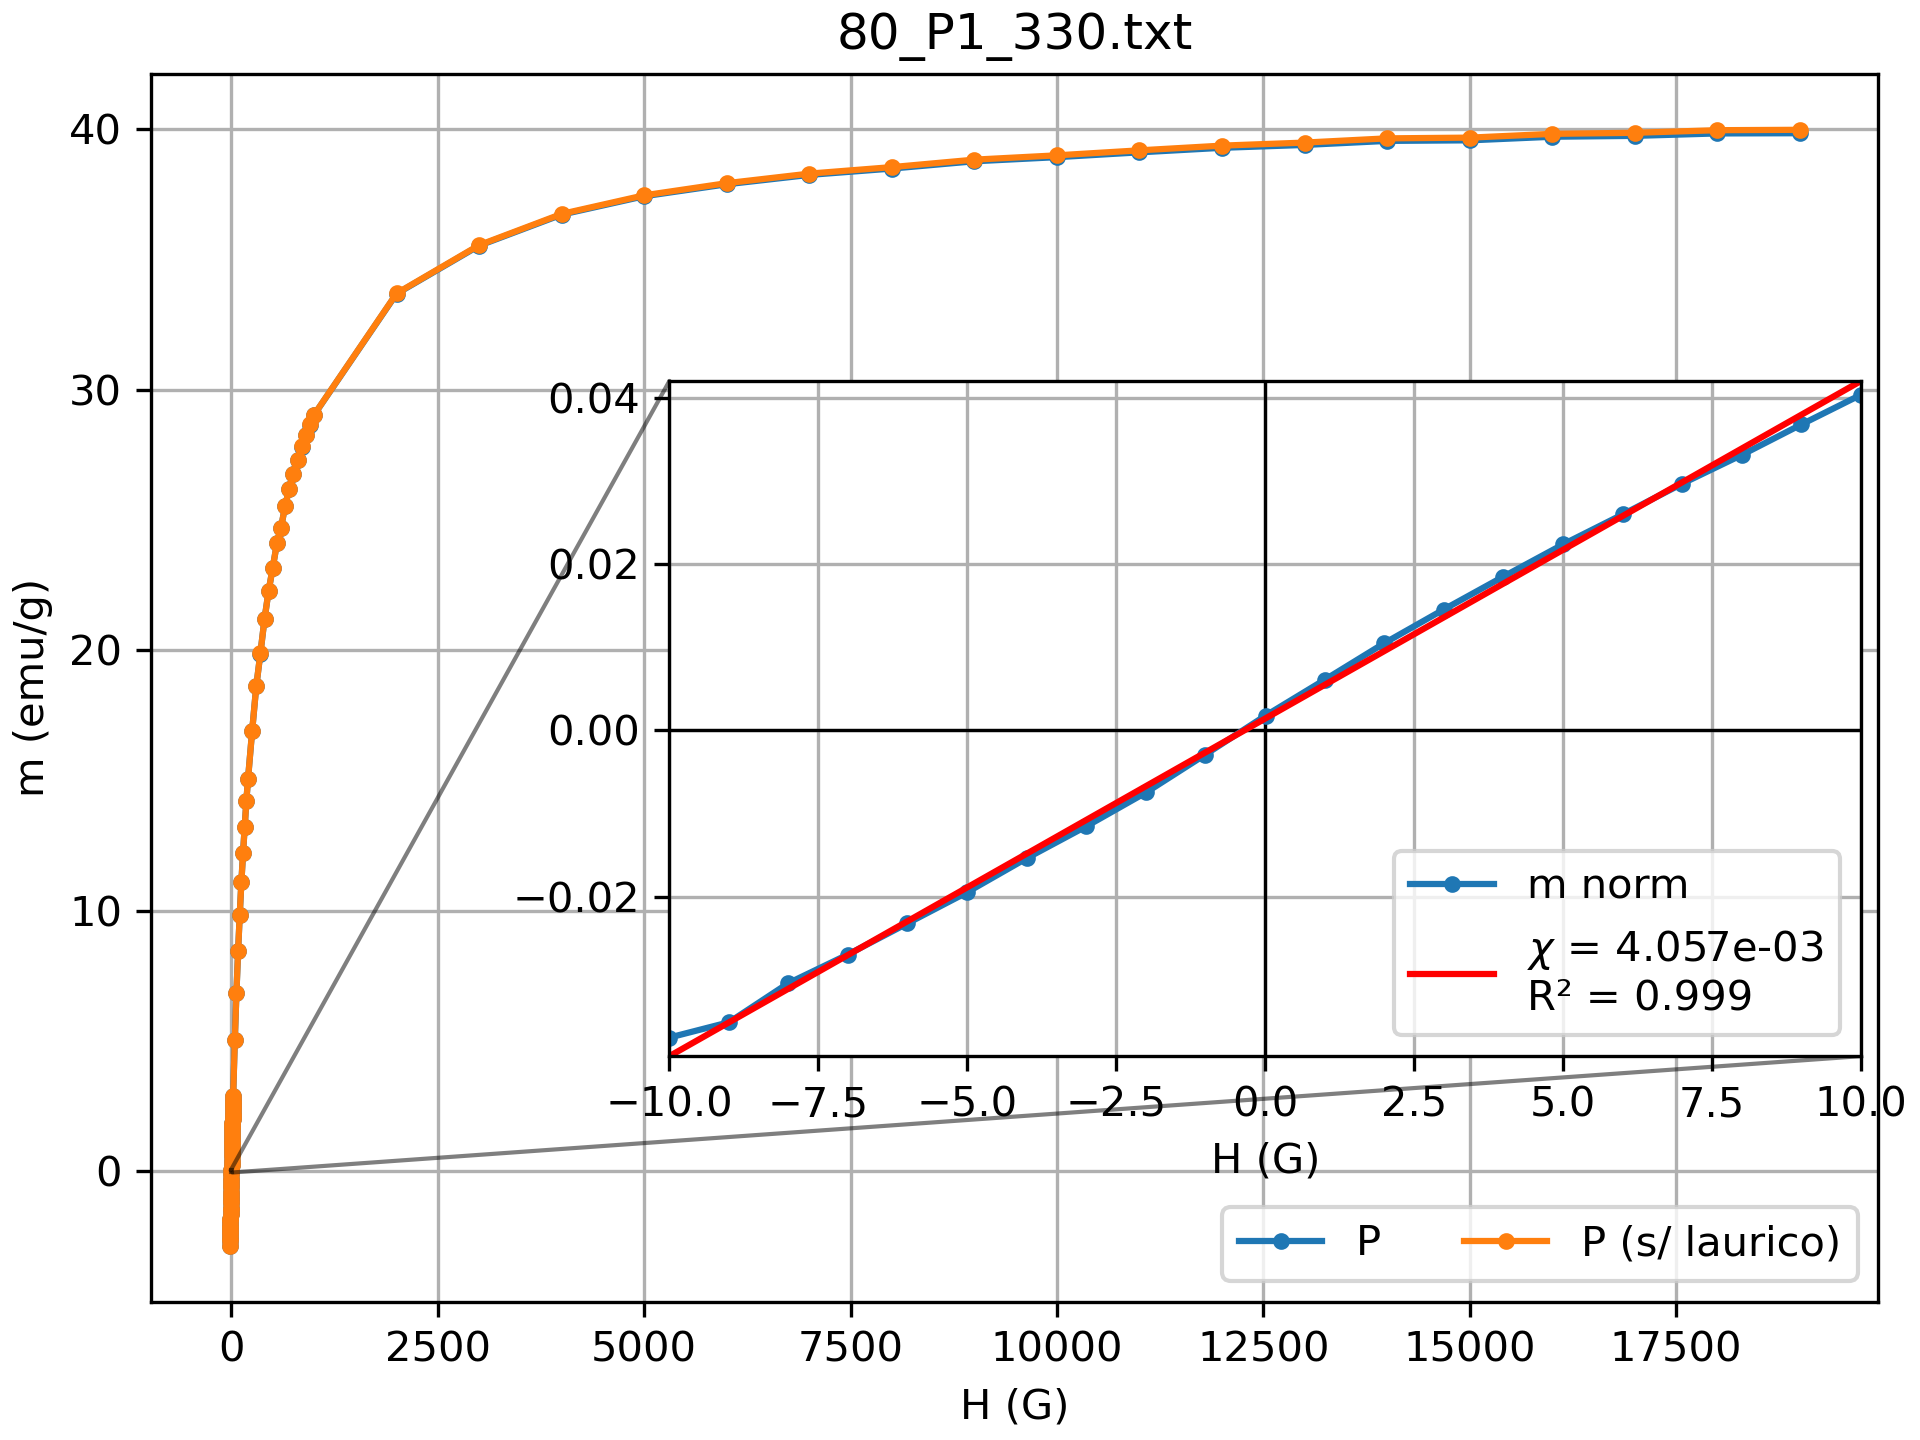 80_P1_330.txt
m (emu/g)
40
30
20
10
0
0.04
0.02
0.00
−0.02
−10.0 −7.5 −5.0 −2.5 0.0 2.5 5.0 7.5 10.0
H (G)
m norm
χ = 4.057e-03
R² = 0.999
P P (s/ laurico)
0 2500 5000 7500 10000 12500 15000 17500
H (G)